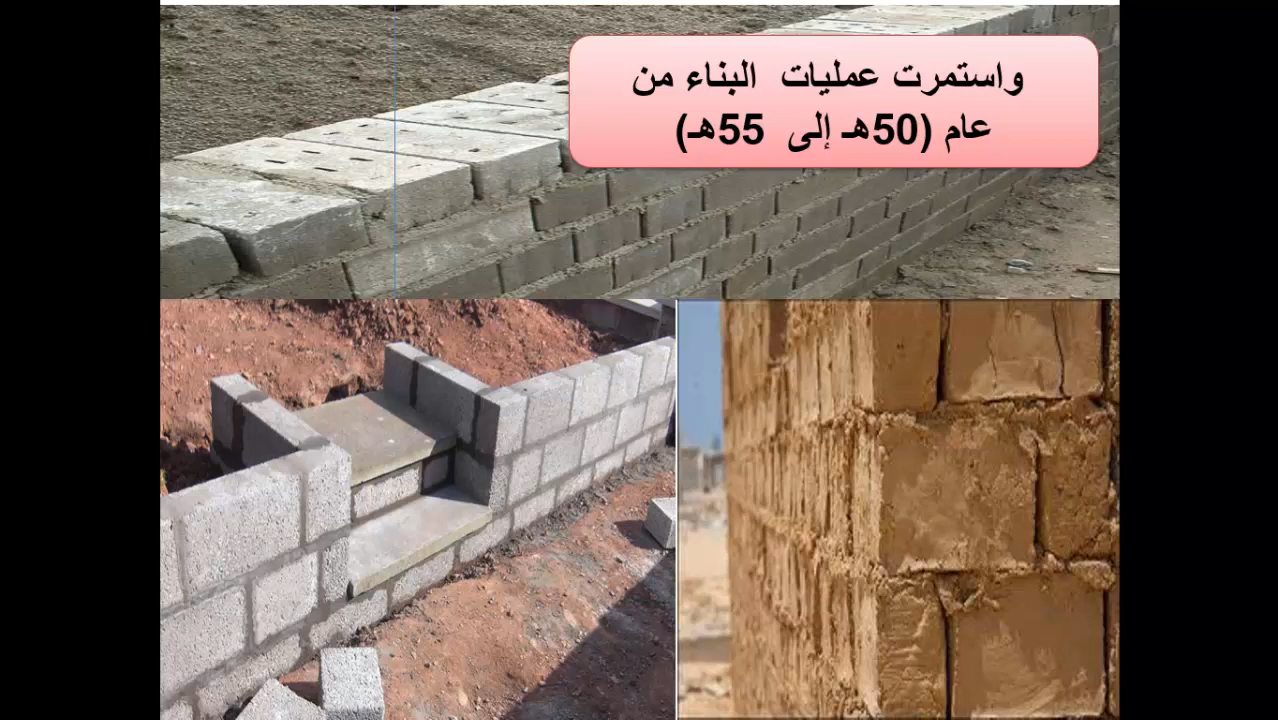 واستمرت عمليات البناء من
عام (50هـ إلى 55هـ)